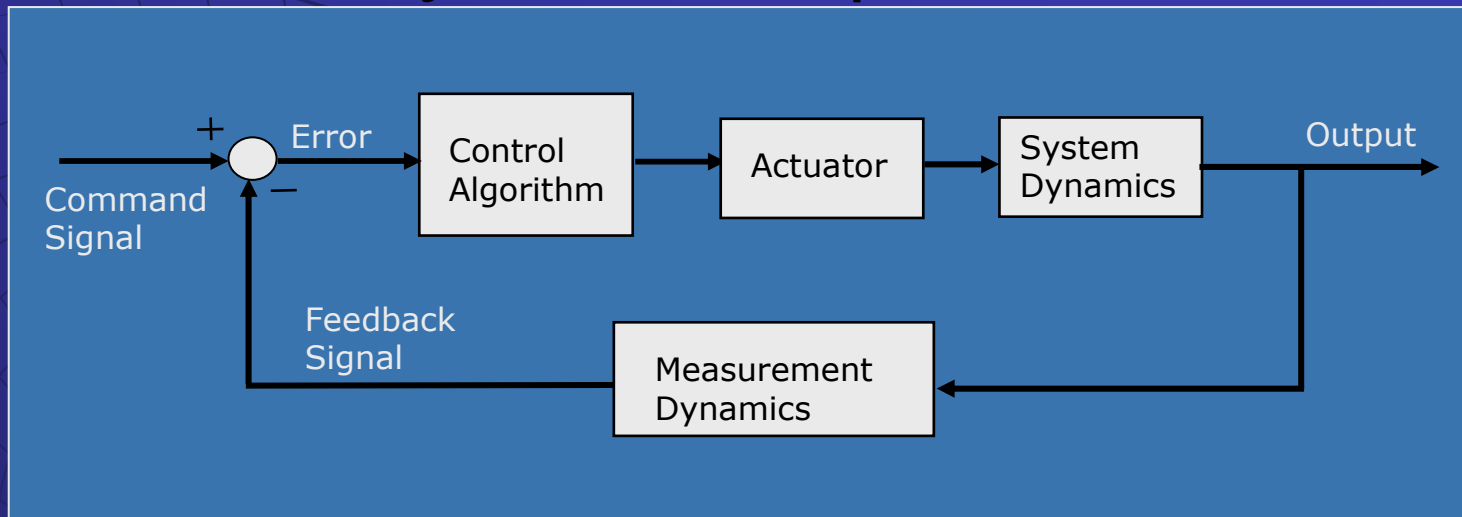 +
Error
Control
Algorithm
Actuator
System
Dynamics
Output
−
Command
Signal
Feedback
Signal
Measurement
Dynamics